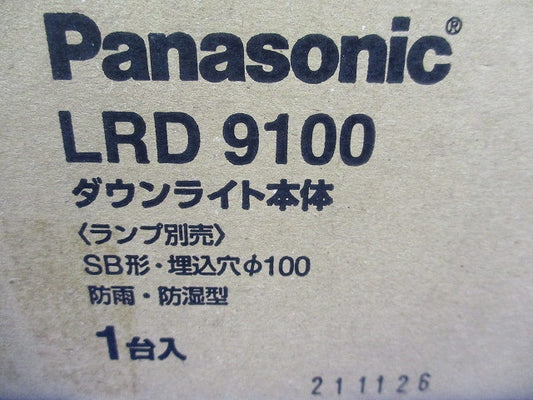 Panasonic®
LRD 9100
ダウンライト本体
〈ランプ別売〉
SB形・埋込穴φ100
防雨・防湿型
1台入
211126